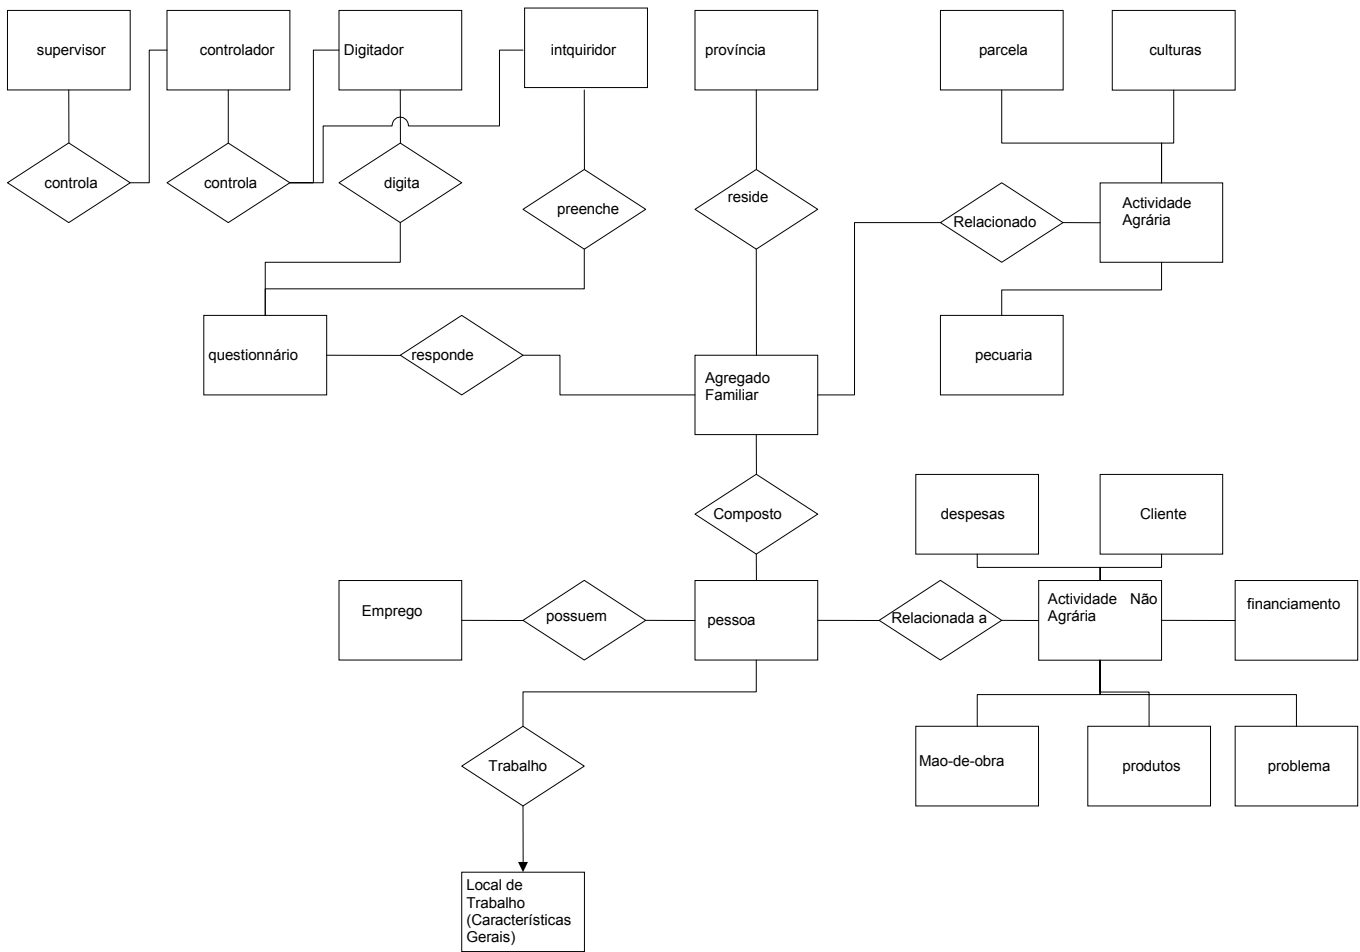 supervisor
controlador
Digitador
intquiridor
província
parcela
culturas
controla
controla
digita
preenche
reside
Relacionado
Actividade
Agrária
questionnário
responde
Agregado
Familiar
pecuaria
Composto
despesas
Cliente
Emprego
possuem
pessoa
Relacionada a
Actividade Não
Agrária
financiamento
Trabalho
Mao-de-obra
produtos
problema
Local de
Trabalho
(Características
Gerais)